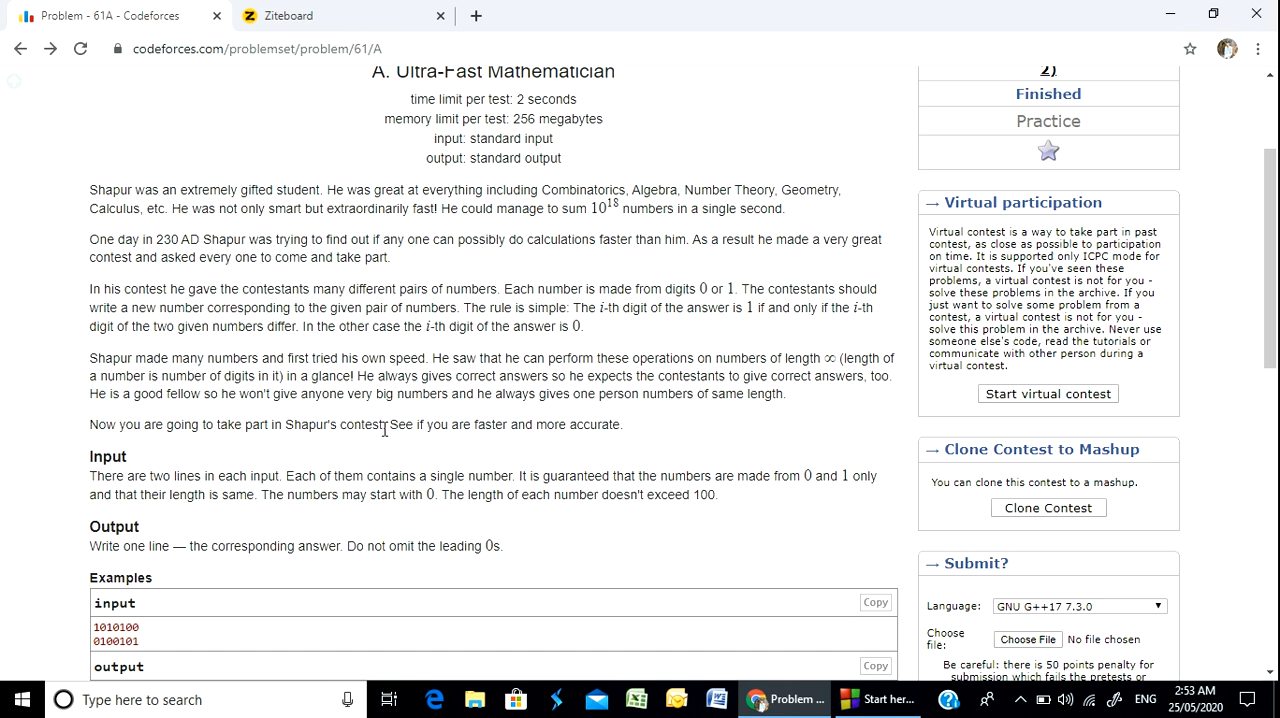 Problem - 61A - Codeforces
Ziteboard
codeforces.com/problemset/problem/61/A
A. Ultra-Fast Mathematician
time limit per test: 2 seconds
memory limit per test: 256 megabytes
input: standard input
output: standard output
Shapur was an extremely gifted student. He was great at everything including Combinatorics, Algebra, Number Theory, Geometry,
Calculus, etc. He was not only smart but extraordinarily fast! He could manage to sum 10^18 numbers in a single second.
One day in 230 AD Shapur was trying to find out if any one can possibly do calculations faster than him. As a result he made a very great
contest and asked every one to come and take part.
In his contest he gave the contestants many different pairs of numbers. Each number is made from digits 0 or 1. The contestants should
write a new number corresponding to the given pair of numbers. The rule is simple: The i-th digit of the answer is 1 if and only if the i-th
digit of the two given numbers differ. In the other case the i-th digit of the answer is 0.
Shapur made many numbers and first tried his own speed. He saw that he can perform these operations on numbers of length ∞ (length of
a number is number of digits in it) in a glance! He always gives correct answers so he expects the contestants to give correct answers, too.
He is a good fellow so he won't give anyone very big numbers and he always gives one person numbers of same length.
Now you are going to take part in Shapur's contest. See if you are faster and more accurate.
Input
There are two lines in each input. Each of them contains a single number. It is guaranteed that the numbers are made from 0 and 1 only
and that their length is same. The numbers may start with 0. The length of each number doesn't exceed 100.
Output
Write one line — the corresponding answer. Do not omit the leading 0s.
Examples
input
Copy
1010100
0100101
output
Copy
2)
Finished
Practice
→ Virtual participation
Virtual contest is a way to take part in past
contest, as close as possible to participation
on time. It is supported only ICPC mode for
virtual contests. If you've seen these
problems, a virtual contest is not for you -
solve these problems in the archive. If you
just want to solve some problem from a
contest, a virtual contest is not for you -
solve this problem in the archive. Never use
someone else's code, read the tutorials or
communicate with other person during a
virtual contest.
Start virtual contest
→ Clone Contest to Mashup
You can clone this contest to a mashup.
Clone Contest
→ Submit?
Language: GNU G++17 7.3.0
Choose
file:
Choose File No file chosen
Be careful: there is 50 points penalty for
submission which fails the pretests or
Type here to search
Problem ...
Start her...
ENG
2:53 AM
25/05/2020